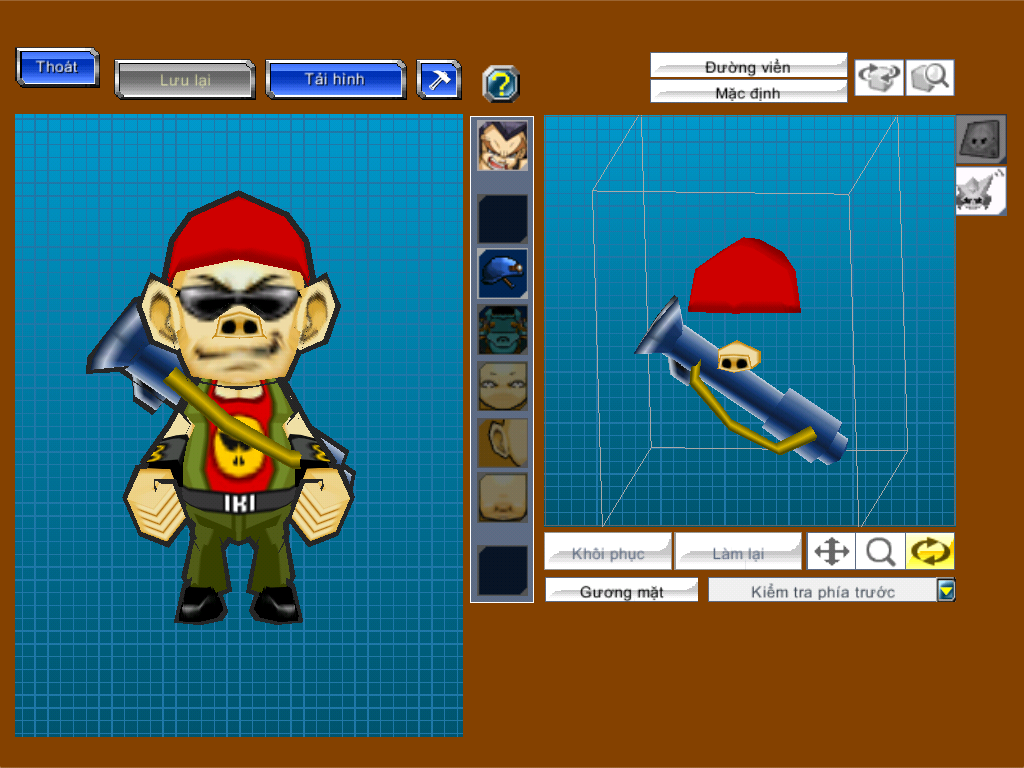 Thoát
Lưu lại
Tải hình
?
Đường viền
Mặc định
IKI
Khôi phục
Làm lại
Gương mặt
Kiểm tra phía trước